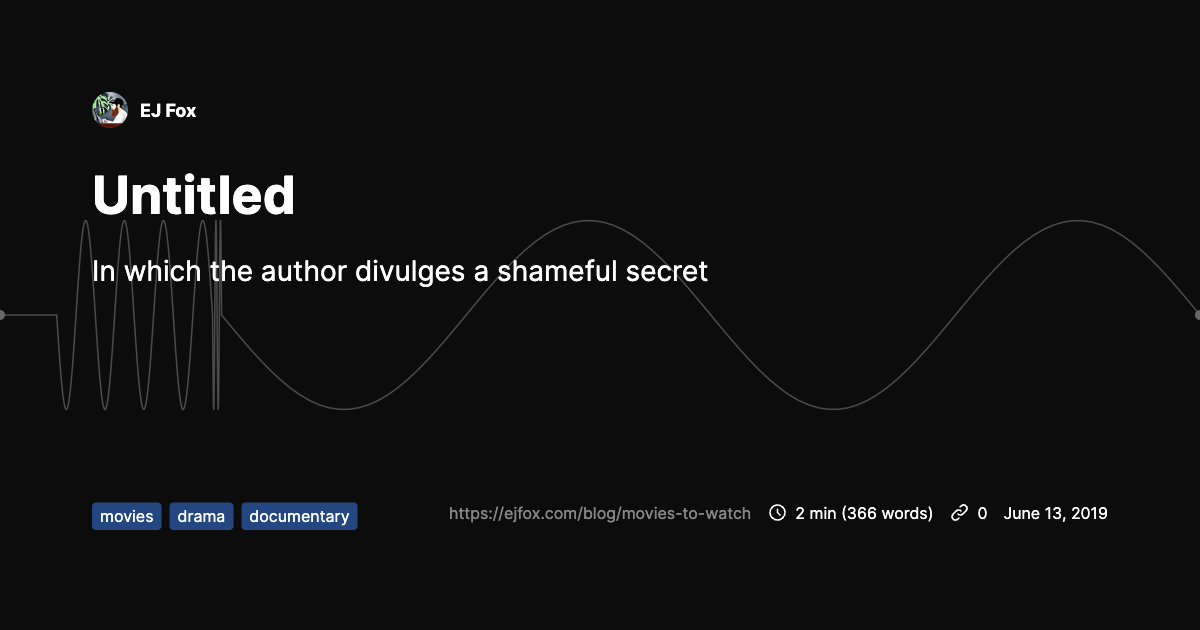 EJ Fox
Untitled
In which the author divulges a shameful secret
movies drama documentary https://ejfox.com/blog/movies-to-watch 2 min (366 words) 0 June 13, 2019